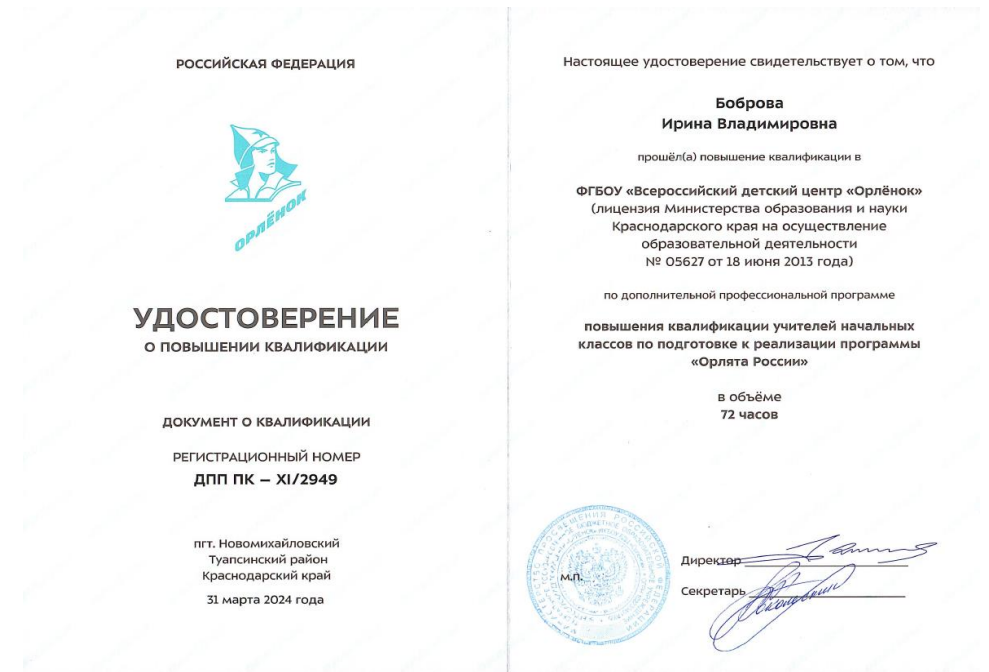 РОССИЙСКАЯ ФЕДЕРАЦИЯ
ОРЛЁНОК
УДОСТОВЕРЕНИЕ
О ПОВЫШЕНИИ КВАЛИФИКАЦИИ
ДОКУМЕНТ О КВАЛИФИКАЦИИ
РЕГИСТРАЦИОННЫЙ НОМЕР
ДПП ПК – XI/2949
пгт. Новомихайловский
Туапсинский район
Краснодарский край
31 марта 2024 года
Настоящее удостоверение свидетельствует о том, что
Боброва
Ирина Владимировна
прошёл(а) повышение квалификации в
ФГБОУ «Всероссийский детский центр «Орлёнок»
(лицензия Министерства образования и науки
Краснодарского края на осуществление
образовательной деятельности
№ 05627 от 18 июня 2013 года)
по дополнительной профессиональной программе
повышения квалификации учителей начальных
классов по подготовке к реализации программы
«Орлята России»
в объёме
72 часов
МИНИСТЕРСТВО ПРОСВЕЩЕНИЯ РОССИЙСКОЙ ФЕДЕРАЦИИ
м.п.
Директор
Секретарь